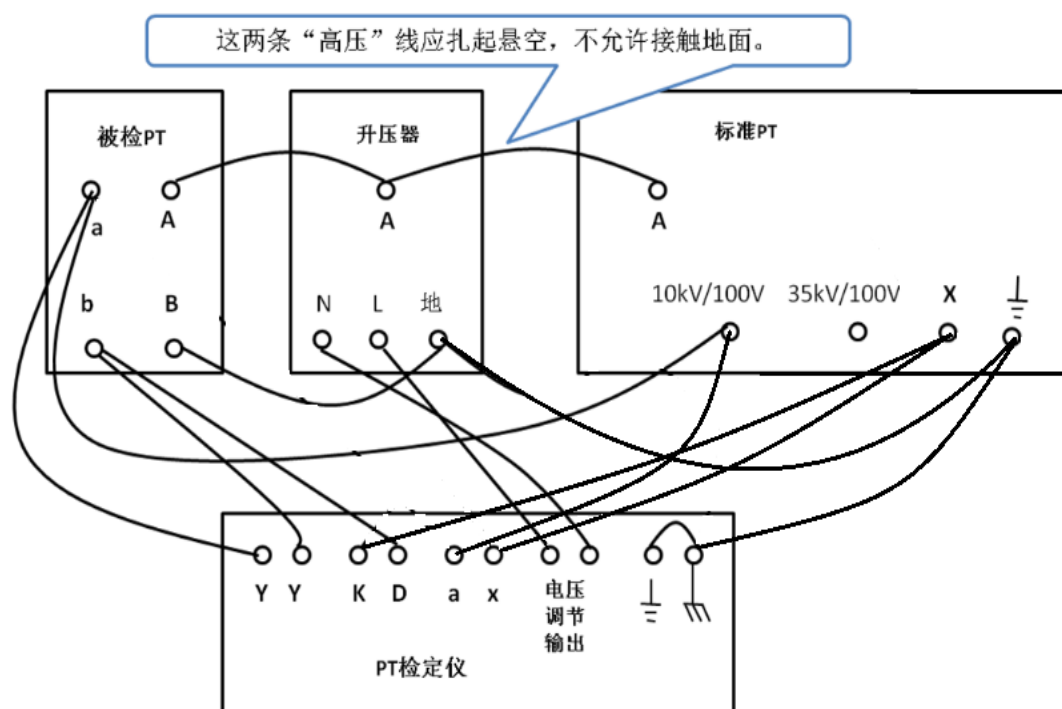 这两条“高压”线应扎起悬空，不允许接触地面。
被检PT
升压器
标准PT
a
A
A
A
b
B
N
L
地
10kV/100V
35kV/100V
X
Y
Y
K
D
a
x
电压
调节
输出
PT检定仪